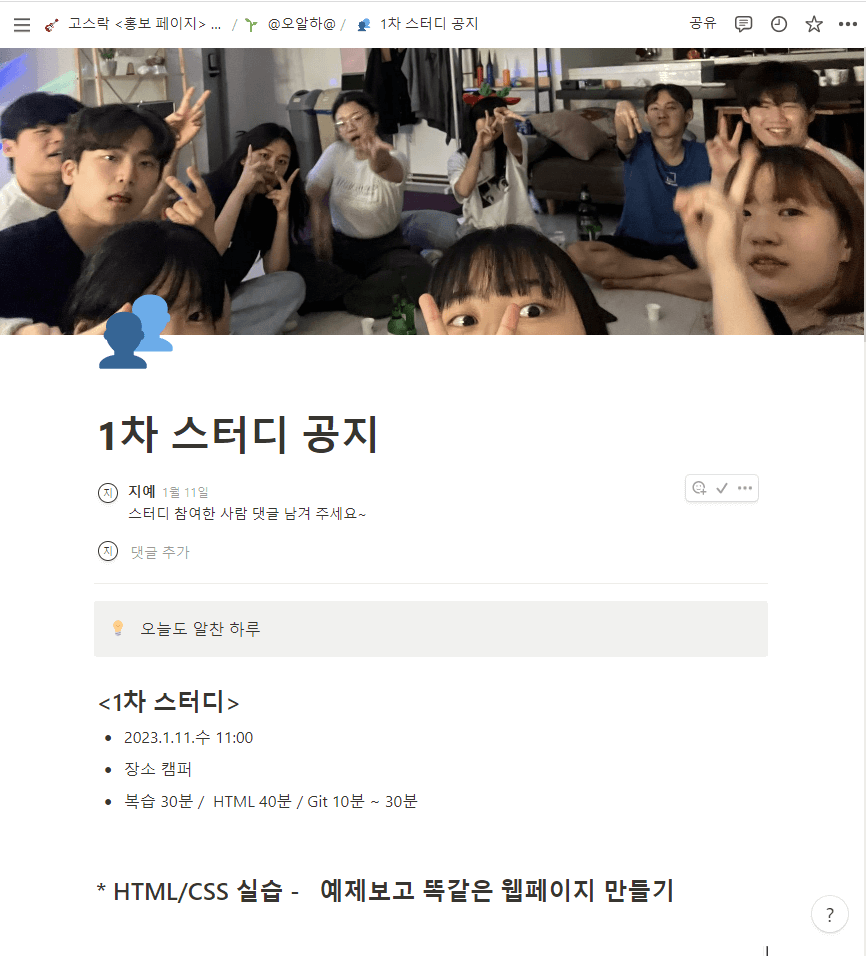 고스락 <홍보 페이지> ... / @오알하@ / 1차 스터디 공지
공유
1차 스터디 공지
지 지예 1월 11일
스터디 참여한 사람 댓글 남겨 주세요~
지 댓글 추가
오늘도 알찬 하루
<1차 스터디>
• 2023.1.11.수 11:00
• 장소 캠퍼
• 복습 30분 / HTML 40분 / Git 10분 ~ 30분
* HTML/CSS 실습 - 예제보고 똑같은 웹페이지 만들기
?